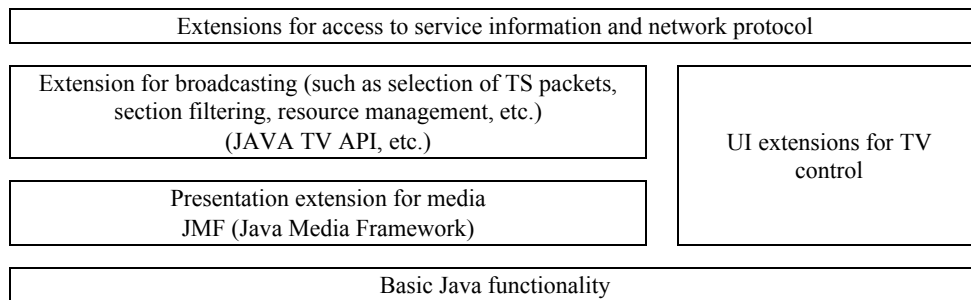 Extensions for access to service information and network protocol
Extension for broadcasting (such as selection of TS packets,
section filtering, resource management, etc.)
(JAVA TV API, etc.)
UI extensions for TV
control
Presentation extension for media
JMF (Java Media Framework)
Basic Java functionality